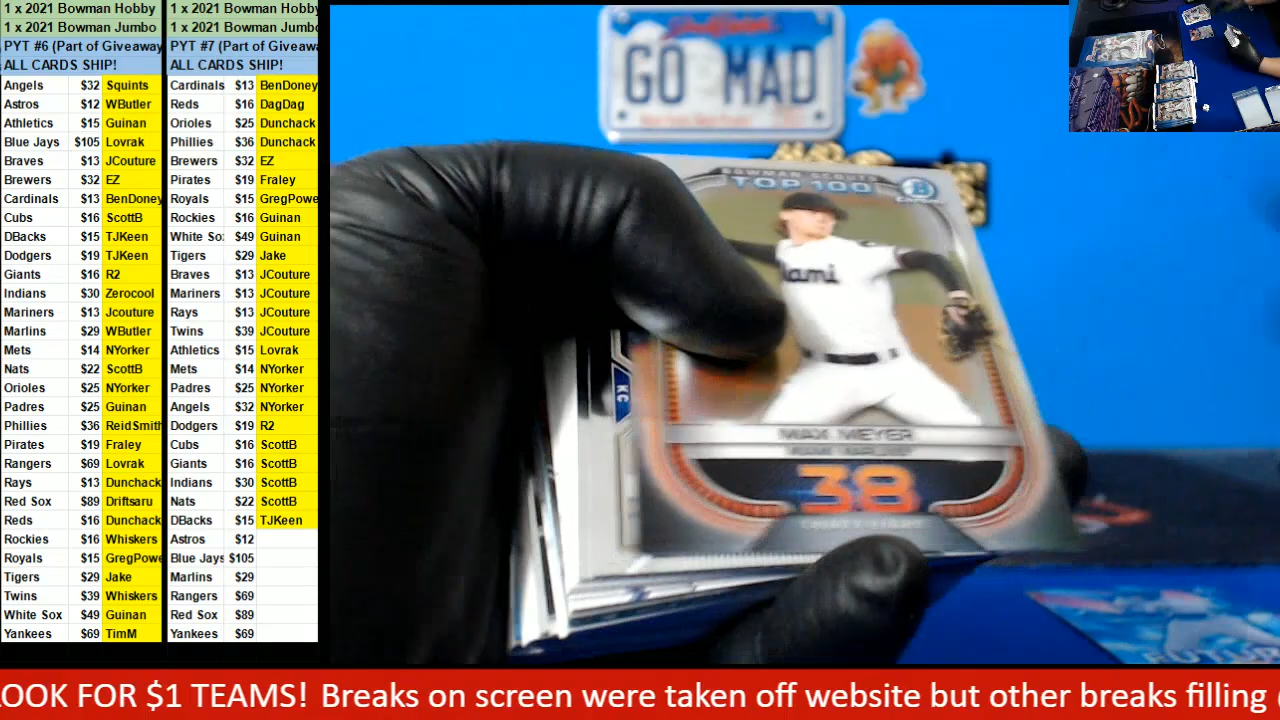 1 x 2021 Bowman Hobby
1 x 2021 Bowman Jumbo
PYT #6 (Part of Giveaway
ALL CARDS SHIP!
Angels $32 Squints
Astros $12 WButler
Athletics $15 Guinan
Blue Jays $105 Lovrak
Braves $13 JCouture
Brewers $32 EZ
Cardinals $13 BenDoney
Cubs $16 ScottB
DBacks $15 TJKeen
Dodgers $19 TJKeen
Giants $16 R2
Indians $30 Zerocool
Mariners $13 Jcouture
Marlins $29 WButler
Mets $14 NYorker
Nats $22 ScottB
Orioles $25 NYorker
Padres $25 Guinan
Phillies $36 ReidSmith
Pirates $19 Fraley
Rangers $69 Lovrak
Rays $13 Dunchack
Red Sox $89 Driftsaru
Reds $16 Dunchack
Rockies $16 Whiskers
Royals $15 GregPowe
Tigers $29 Jake
Twins $39 Whiskers
White Sox $49 Guinan
Yankees $69 TimM
1 x 2021 Bowman Hobby
1 x 2021 Bowman Jumbo
PYT #7 (Part of Giveawa
ALL CARDS SHIP!
Cardinals $13 BenDoney
Reds $16 DagDag
Orioles $25 Dunchack
Phillies $36 Dunchack
Brewers $32 EZ
Pirates $19 Fraley
Royals $15 GregPowe
Rockies $16 Guinan
White So $49 Guinan
Tigers $29 Jake
Braves $13 JCouture
Mariners $13 JCouture
Rays $13 JCouture
Twins $39 JCouture
Athletics $15 Lovrak
Mets $14 NYorker
Padres $25 NYorker
Angels $32 NYorker
Dodgers $19 R2
Cubs $16 ScottB
Giants $16 ScottB
Indians $30 ScottB
Nats $22 ScottB
DBacks $15 TJKeen
Astros $12
Blue Jays $105
Marlins $29
Rangers $69
Red Sox $89
Yankees $69
GO MAD
BOWMAN SCOUTS
TOP 100
iami
KC
MAX MEYER
38
LOOK FOR $1 TEAMS! Breaks on screen were taken off website but other breaks filling